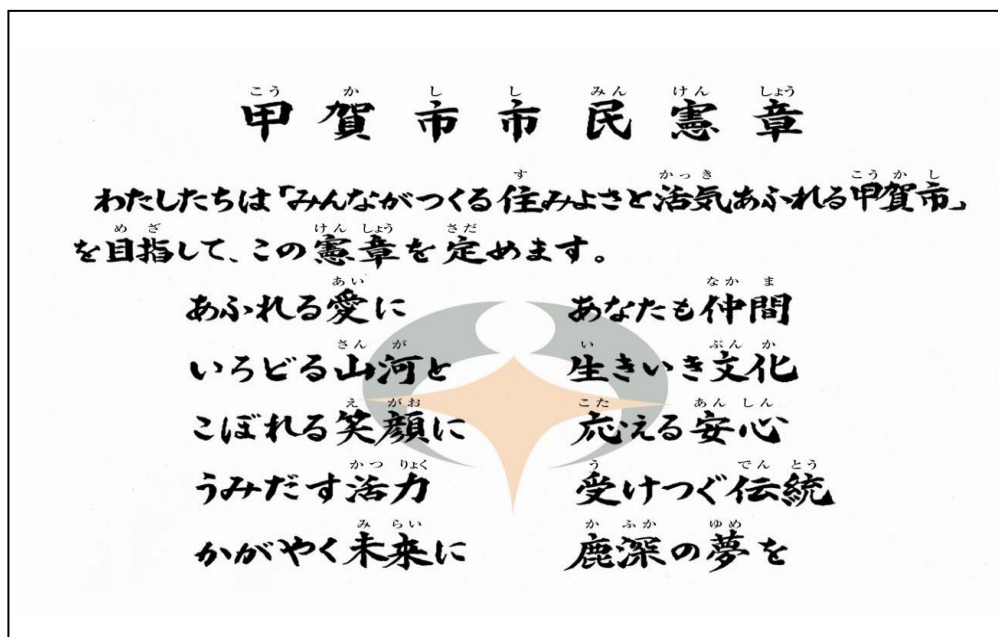 甲賀市市民憲章
わたしたちは「みんながつくる住みよさと活気あふれる甲賀市」
を目指して、この憲章を定めます。
あふれる愛に　あなたも仲間
いろどる山河と　生きいき文化
こぼれる笑顔に　応える安心
うみだす活力　受けつぐ伝統
かがやく未来に　鹿深の夢を